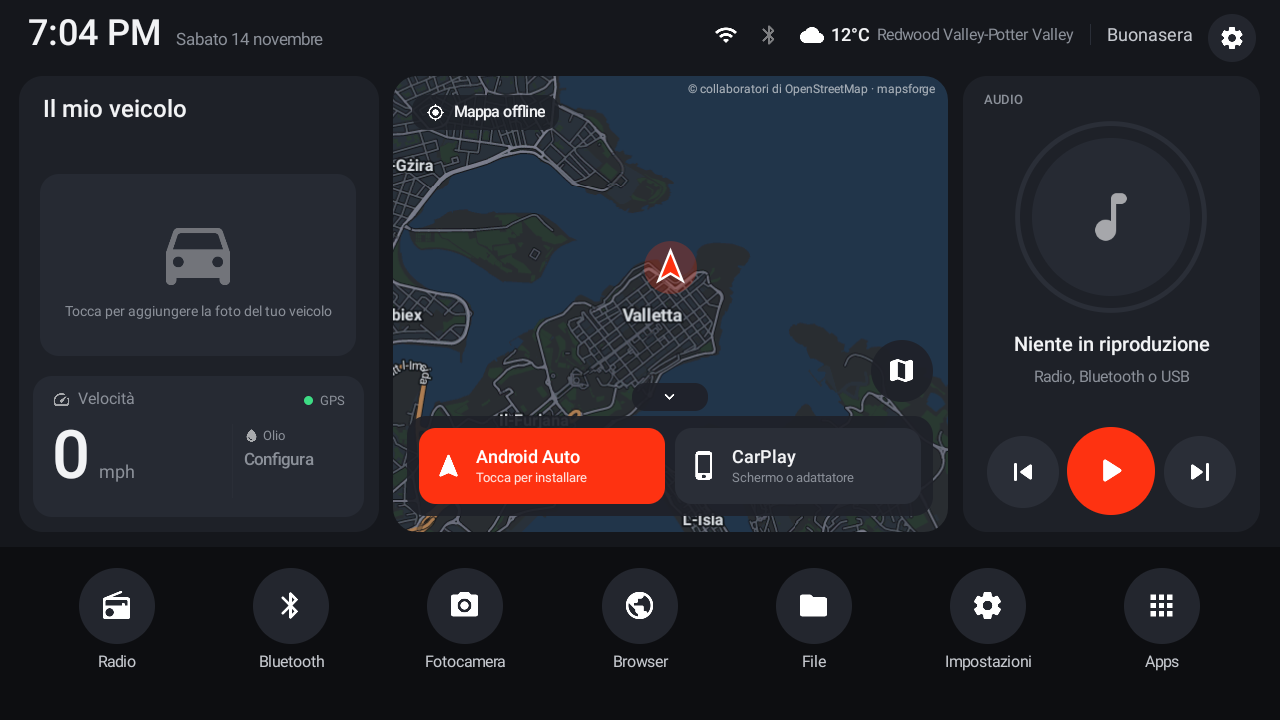 7:04 PM
Sabato 14 novembre
12°C
Redwood Valley-Potter Valley
Buonasera
Il mio veicolo
Tocca per aggiungere la foto del tuo veicolo
Velocità
GPS
0 mph
Olio
Configura
© collaboratori di OpenStreetMap · mapsforge
Mappa offline
-Gżira
Valletta
biex
Il-Furjana
L-Isla
Android Auto
Tocca per installare
CarPlay
Schermo o adattatore
AUDIO
Niente in riproduzione
Radio, Bluetooth o USB
Radio
Bluetooth
Fotocamera
Browser
File
Impostazioni
Apps